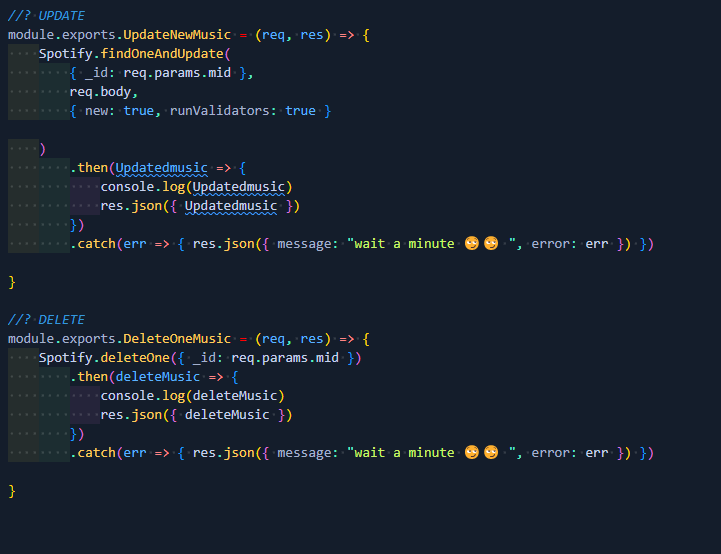 //? UPDATE
module.exports.UpdateNewMusic = (req, res) => {
    Spotify.findOneAndUpdate(
        { _id: req.params.mid },
        req.body,
        { new: true, runValidators: true }
    )
        .then(Updatedmusic => {
            console.log(Updatedmusic)
            res.json({ Updatedmusic })
        })
        .catch(err => { res.json({ message: "wait a minute 🙄🙄 ", error: err }) })
}
//? DELETE
module.exports.DeleteOneMusic = (req, res) => {
    Spotify.deleteOne({ _id: req.params.mid })
        .then(deleteMusic => {
            console.log(deleteMusic)
            res.json({ deleteMusic })
        })
        .catch(err => { res.json({ message: "wait a minute 🙄🙄 ", error: err }) })
}